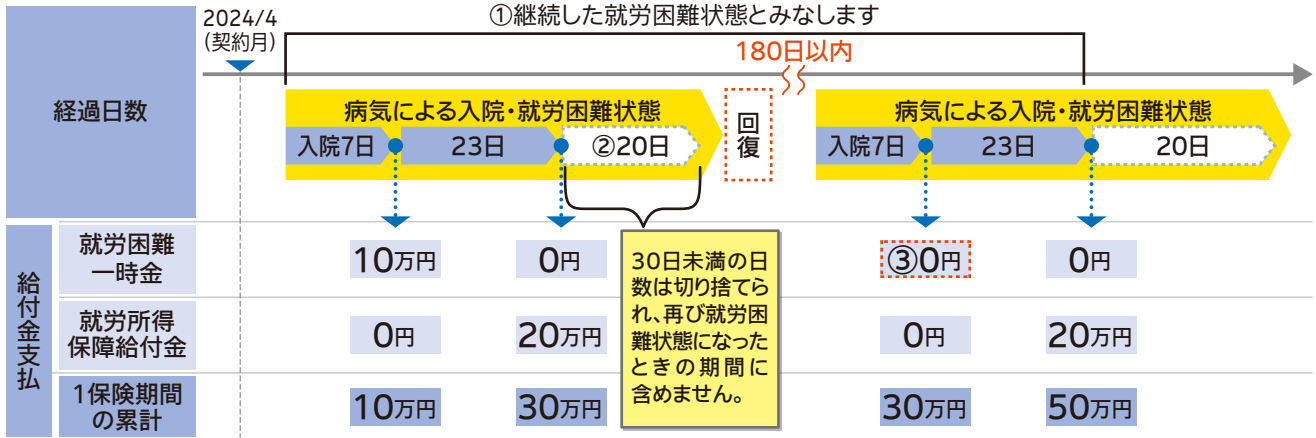 2024/4
(契約月)
①継続した就労困難状態とみなします
180日以内
経過日数
病気による入院・就労困難状態
入院7日
23日
②20日
回復
病気による入院・就労困難状態
入院7日
23日
20日
給付金支払
就労困難
一時金
10万円
0円
③0円
0円
就労所得
保障給付金
0円
20万円
0円
20万円
1保険期間
の累計
10万円
30万円
30万円
50万円
30日未満の日
数は切り捨てら
れ、再び就労困
難状態になった
ときの期間に
含めません。